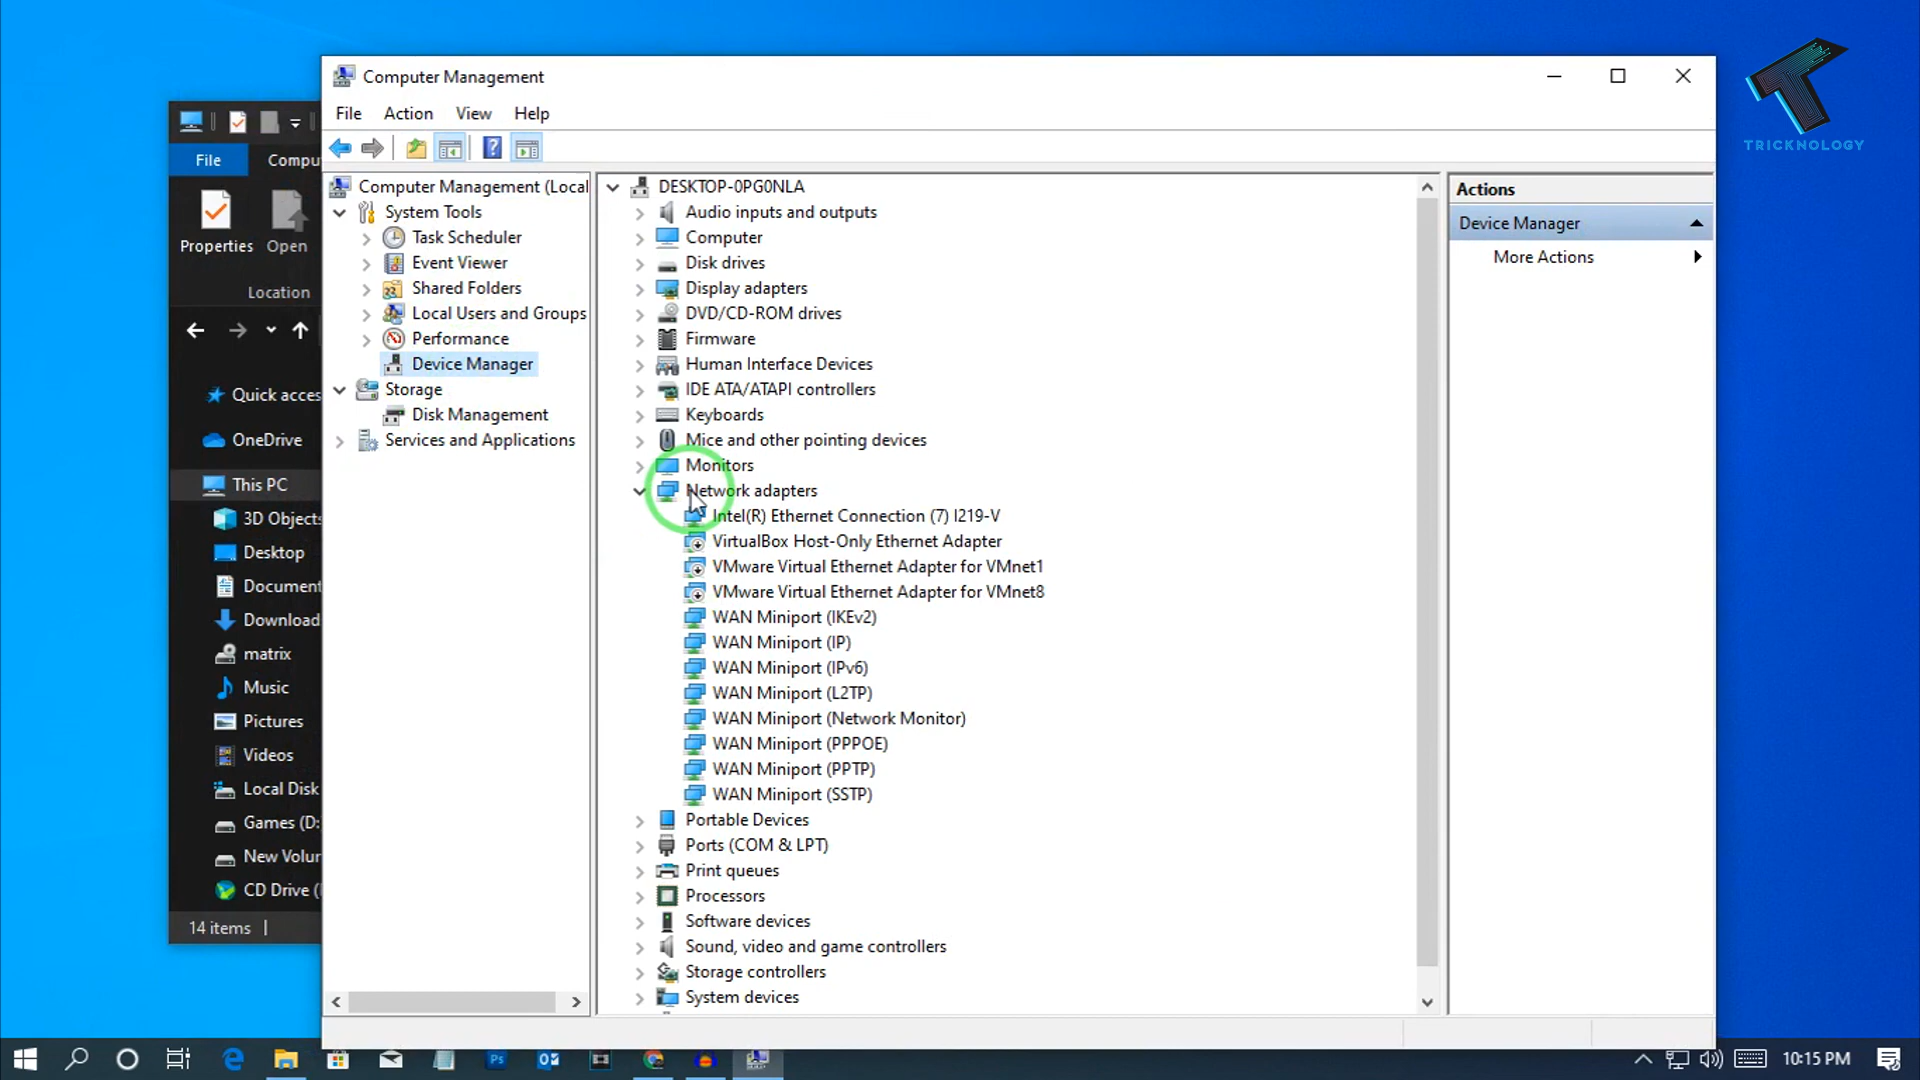 Computer Management
File Action View Help
TRICKNOLOGY
File Compu
Properties Open
Location
Quick acces
OneDrive
This PC
3D Objects
Desktop
Document
Download
matrix
Music
Pictures
Videos
Local Disk
Games (D:
New Volur
CD Drive (
14 items
Computer Management (Local
System Tools
Task Scheduler
Event Viewer
Shared Folders
Local Users and Groups
Performance
Device Manager
Storage
Disk Management
Services and Applications
DESKTOP-0PG0NLA
Audio inputs and outputs
Computer
Disk drives
Display adapters
DVD/CD-ROM drives
Firmware
Human Interface Devices
IDE ATA/ATAPI controllers
Keyboards
Mice and other pointing devices
Monitors
Network adapters
Intel(R) Ethernet Connection (7) I219-V
VirtualBox Host-Only Ethernet Adapter
VMware Virtual Ethernet Adapter for VMnet1
VMware Virtual Ethernet Adapter for VMnet8
WAN Miniport (IKEv2)
WAN Miniport (IP)
WAN Miniport (IPv6)
WAN Miniport (L2TP)
WAN Miniport (Network Monitor)
WAN Miniport (PPPOE)
WAN Miniport (PPTP)
WAN Miniport (SSTP)
Portable Devices
Ports (COM & LPT)
Print queues
Processors
Software devices
Sound, video and game controllers
Storage controllers
System devices
Actions
Device Manager
More Actions
Ps
10:15 PM